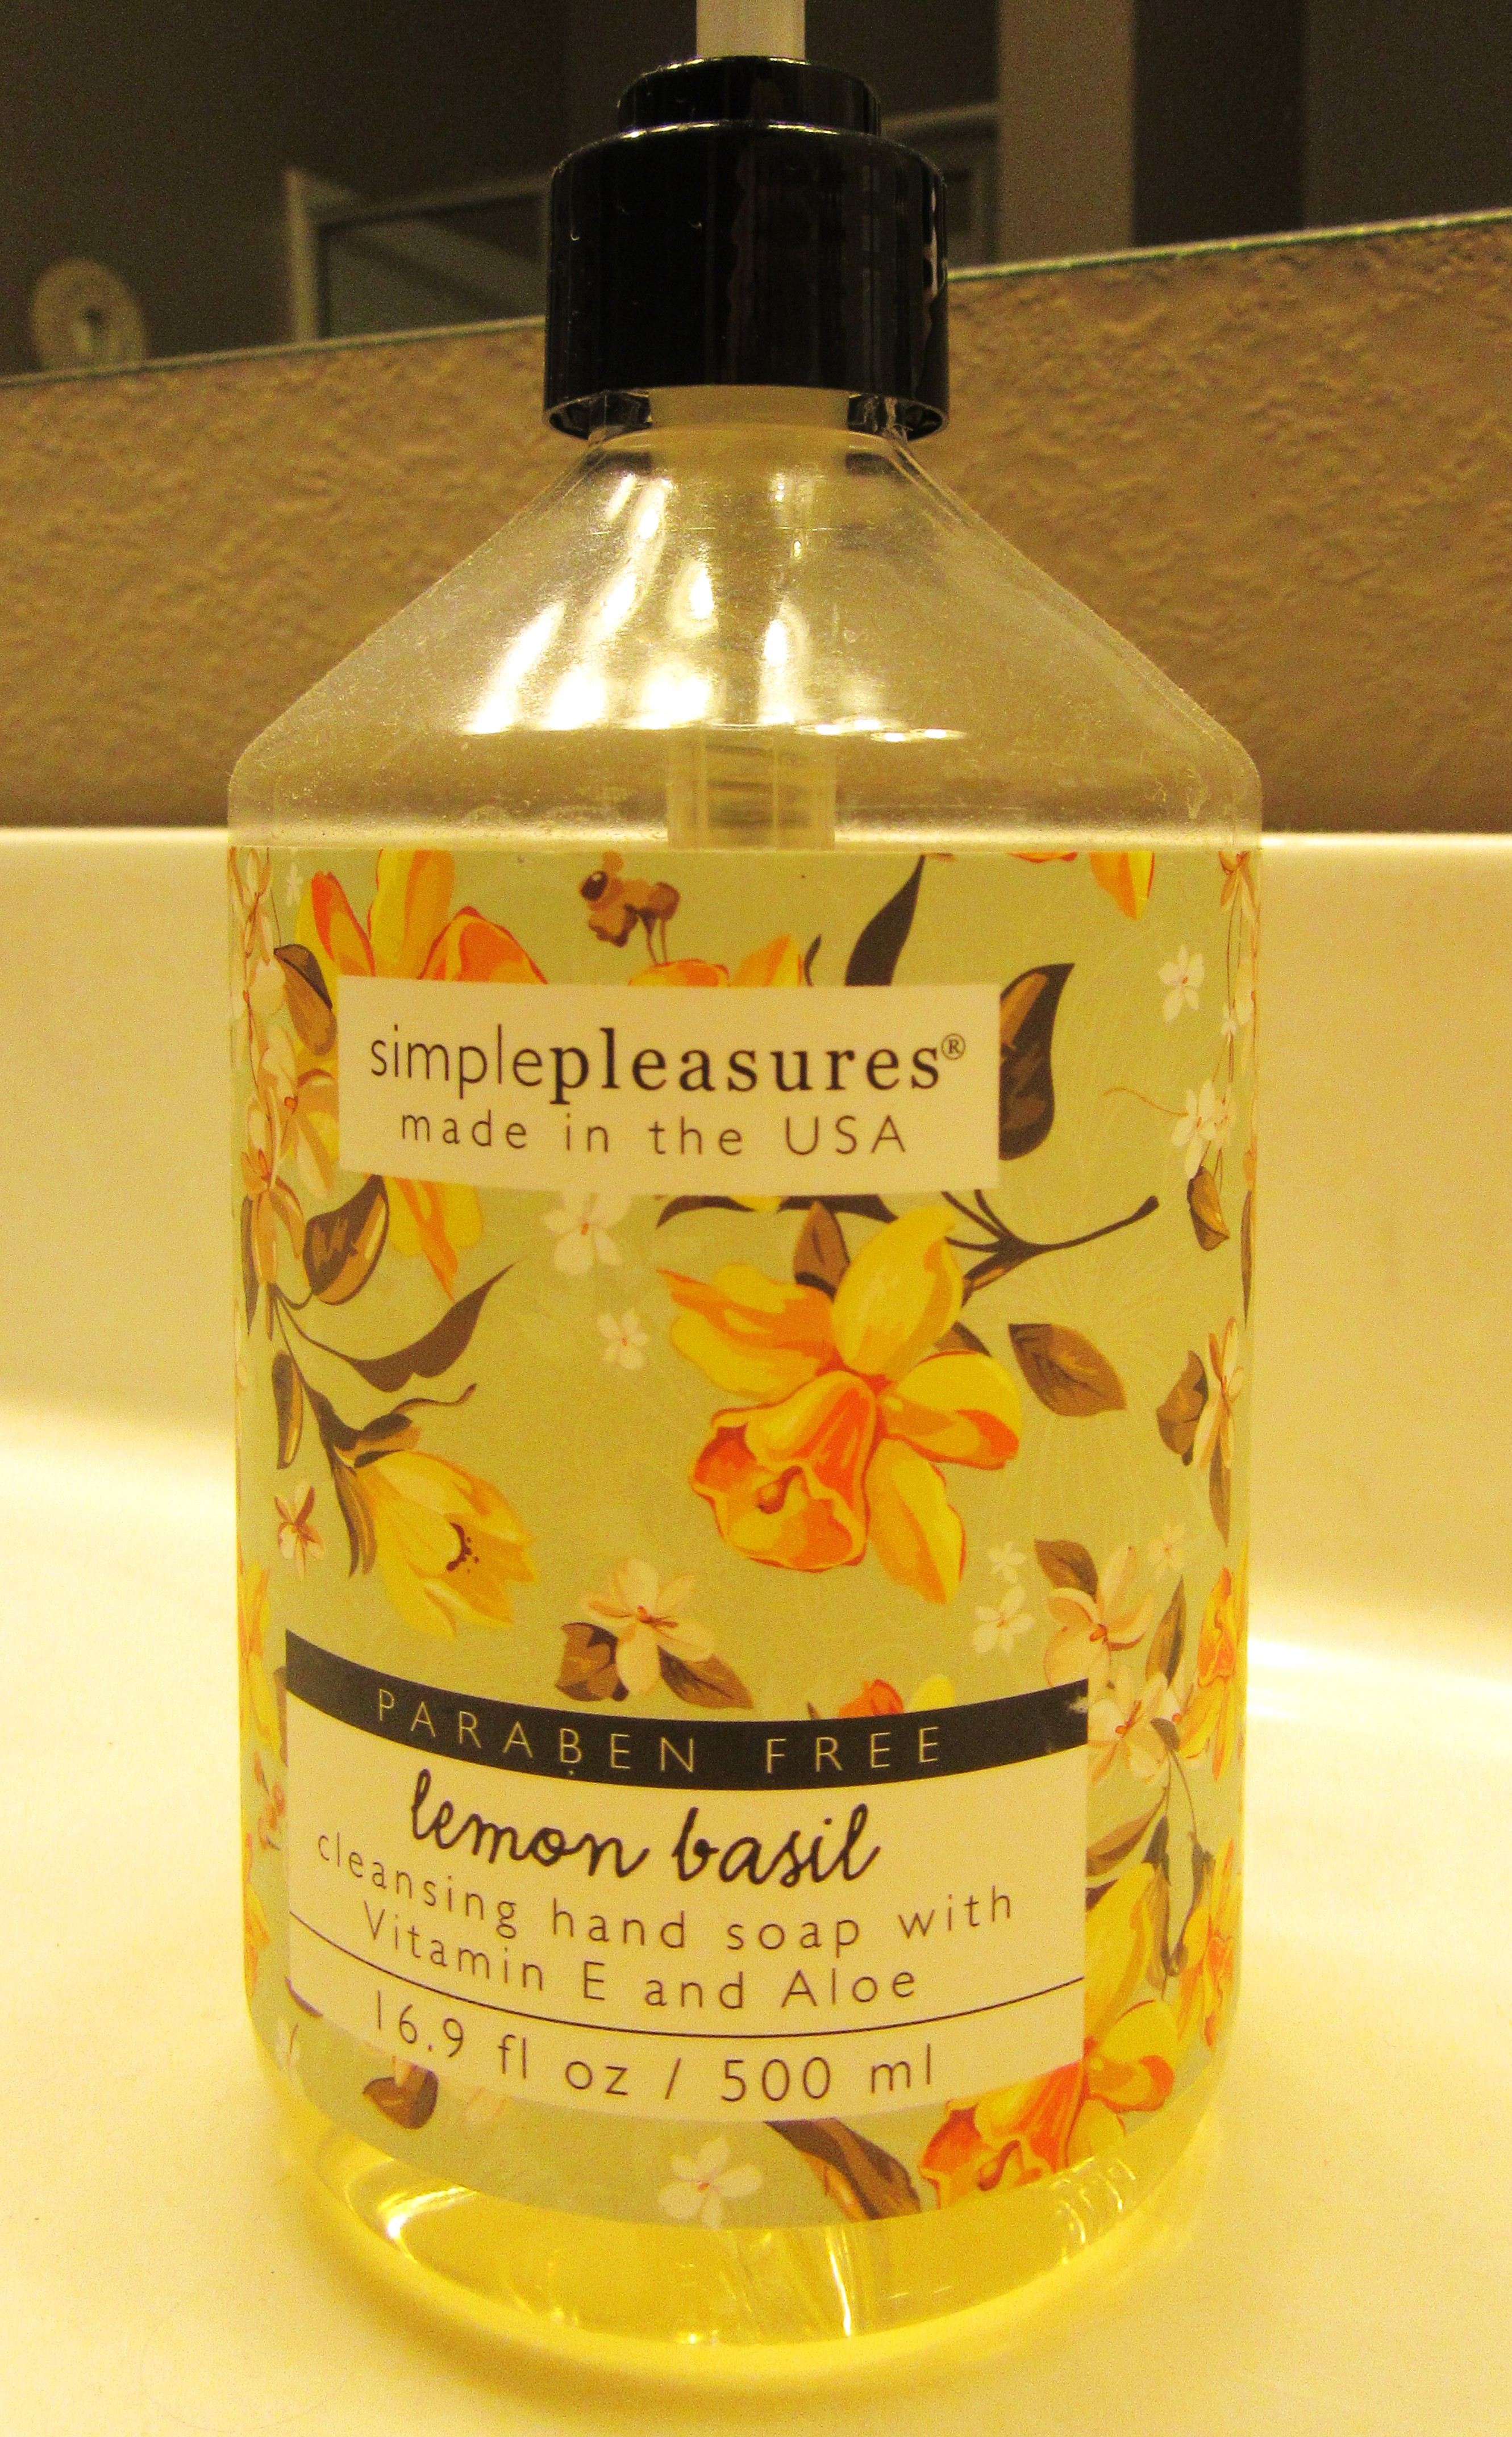 simplepleasures®
made in the USA
PARABEN FREE
lemon basil
cleansing hand soap with
Vitamin E and Aloe
16.9 fl oz / 500 ml